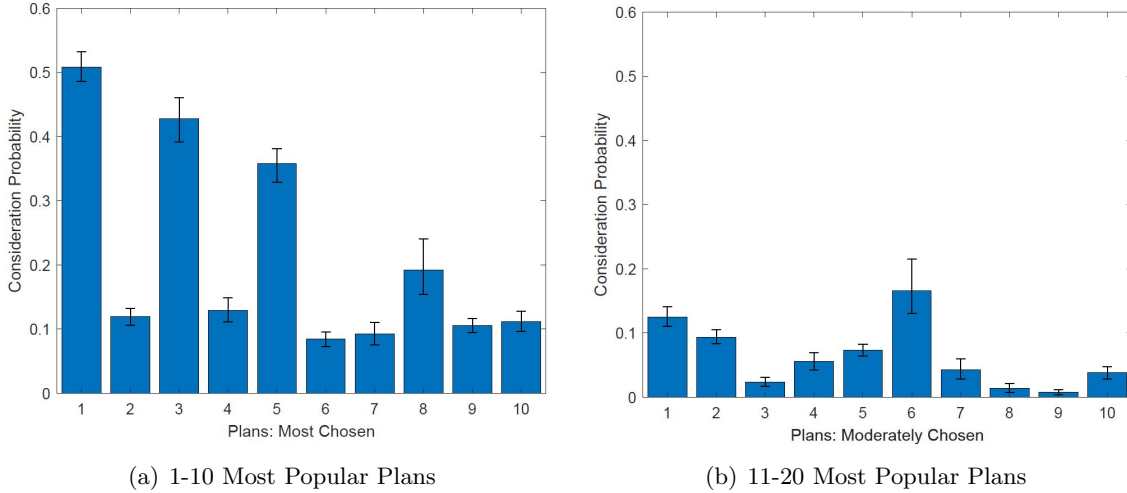 0.6
0.5
0.4
0.3
0.2
0.1
0
Consideration Probability
1 2 3 4 5 6 7 8 9 10
Plans: Most Chosen
(a) 1-10 Most Popular Plans
0.6
0.5
0.4
0.3
0.2
0.1
0
Consideration Probability
1 2 3 4 5 6 7 8 9 10
Plans: Moderately Chosen
(b) 11-20 Most Popular Plans